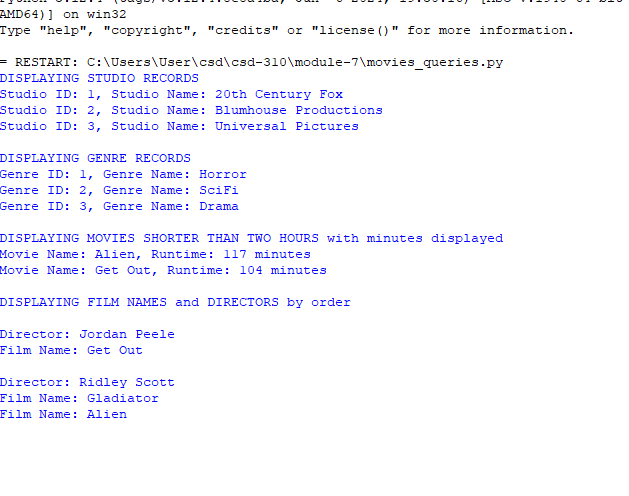 AMD64)] on win32
Type "help", "copyright", "credits" or "license()" for more information.
= RESTART: C:\Users\User\csd\csd-310\module-7\movies_queries.py
DISPLAYING STUDIO RECORDS
Studio ID: 1, Studio Name: 20th Century Fox
Studio ID: 2, Studio Name: Blumhouse Productions
Studio ID: 3, Studio Name: Universal Pictures
DISPLAYING GENRE RECORDS
Genre ID: 1, Genre Name: Horror
Genre ID: 2, Genre Name: SciFi
Genre ID: 3, Genre Name: Drama
DISPLAYING MOVIES SHORTER THAN TWO HOURS with minutes displayed
Movie Name: Alien, Runtime: 117 minutes
Movie Name: Get Out, Runtime: 104 minutes
DISPLAYING FILM NAMES and DIRECTORS by order
Director: Jordan Peele
Film Name: Get Out
Director: Ridley Scott
Film Name: Gladiator
Film Name: Alien